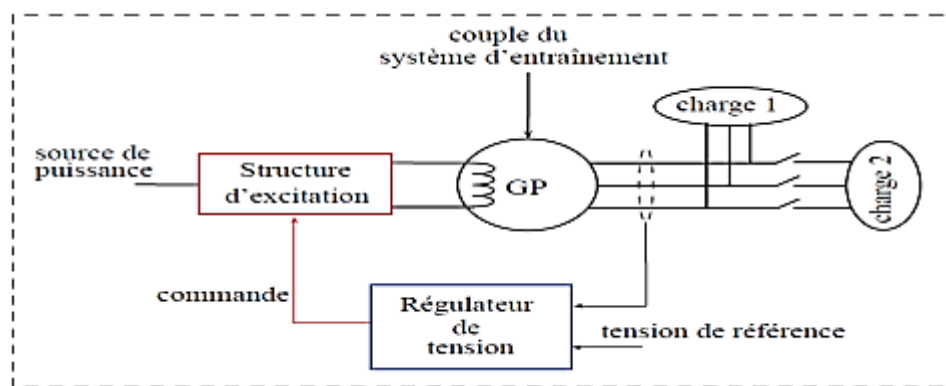 couple du
système d'entraînement
charge 1
source de
puissance
Structure
d'excitation
GP
charge 2
commande
Régulateur
de
tension
tension de référence